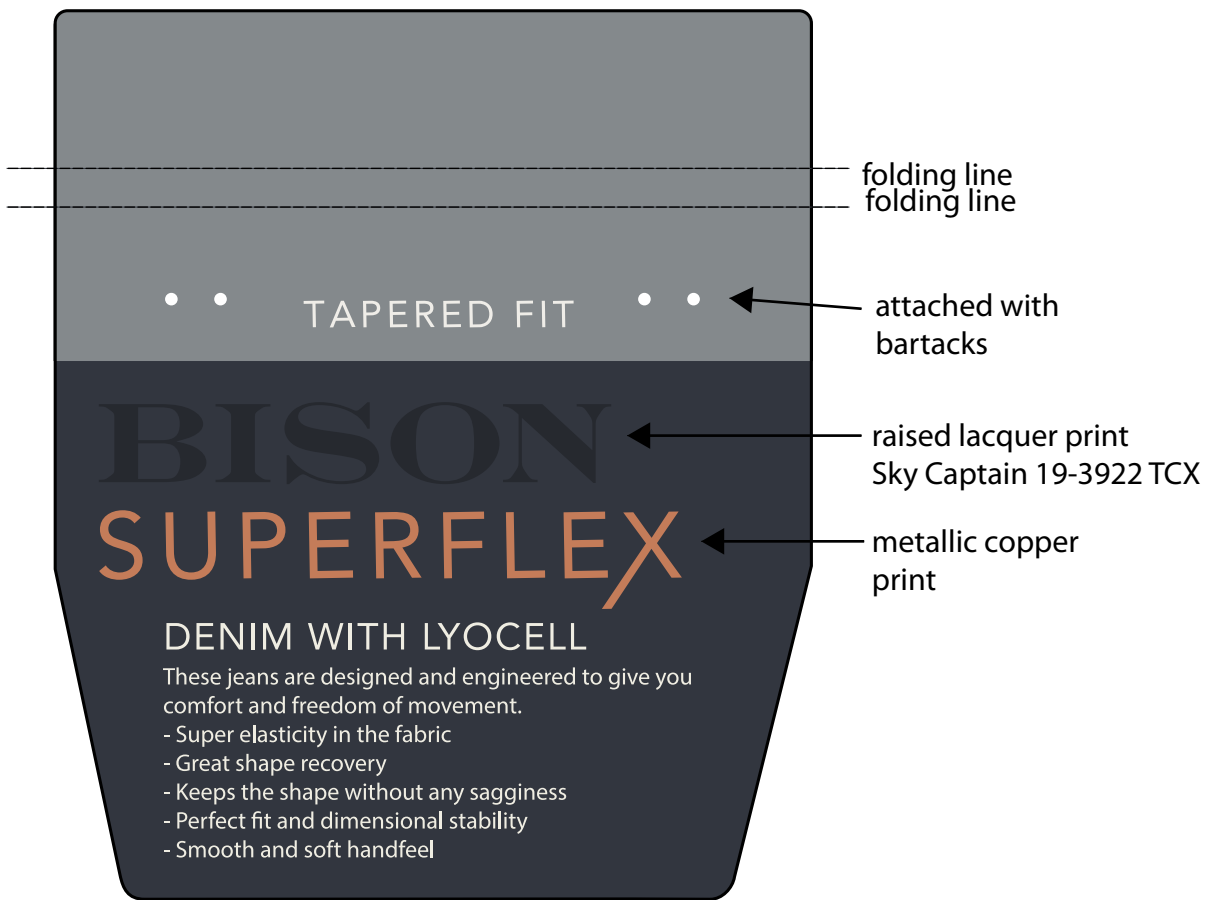 folding line
folding line
TAPERED FIT
attached with
bartacks
BISON
raised lacquer print
Sky Captain 19-3922 TCX
SUPERFLEX
metallic copper
print
DENIM WITH LYOCELL
These jeans are designed and engineered to give you
comfort and freedom of movement.
- Super elasticity in the fabric
- Great shape recovery
- Keeps the shape without any sagginess
- Perfect fit and dimensional stability
- Smooth and soft handfeel